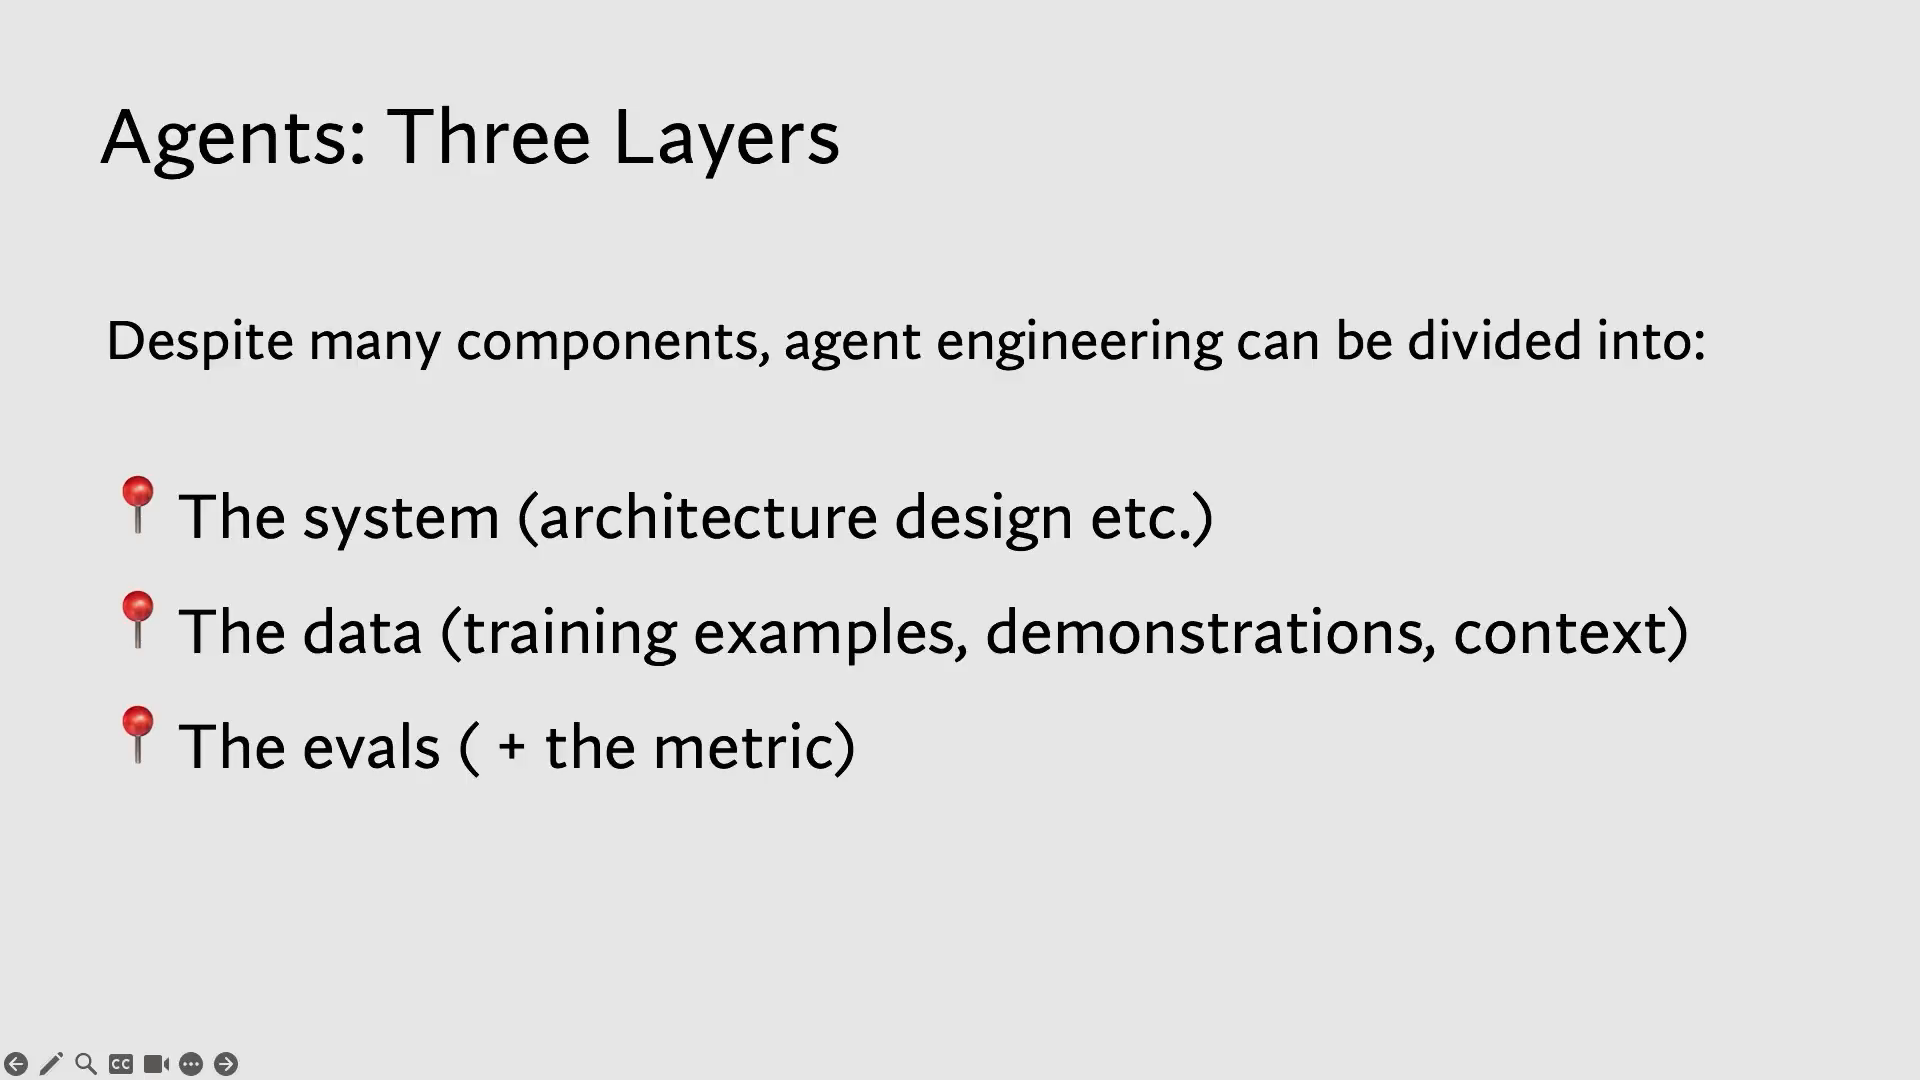 Agents: Three Layers
Despite many components, agent engineering can be divided into:
📍 The system (architecture design etc.)
📍 The data (training examples, demonstrations, context)
📍 The evals ( + the metric)
CC